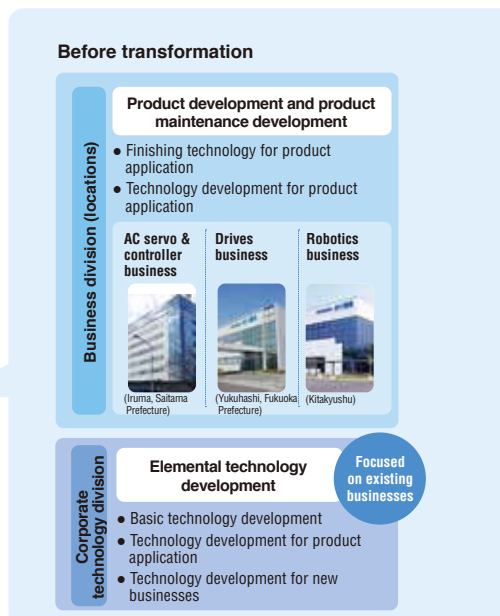 Before transformation
Business division (locations)
Product development and product
maintenance development
● Finishing technology for product
application
● Technology development for product
application
AC servo &
controller
business
(Iruma, Saitama
Prefecture)
Drives
business
(Yukuhashi, Fukuoka
Prefecture)
Robotics
business
(Kitakyushu)
Corporate
technology division
Elemental technology
development
Focused
on existing
businesses
● Basic technology development
● Technology development for product
application
● Technology development for new
businesses